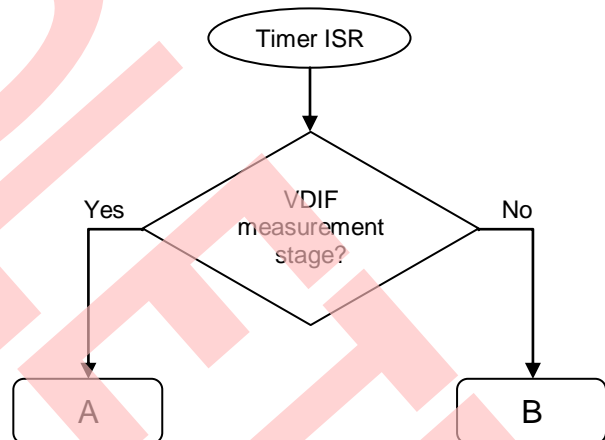 Timer ISR
VDIF
measurement
stage?
Yes
No
A
B